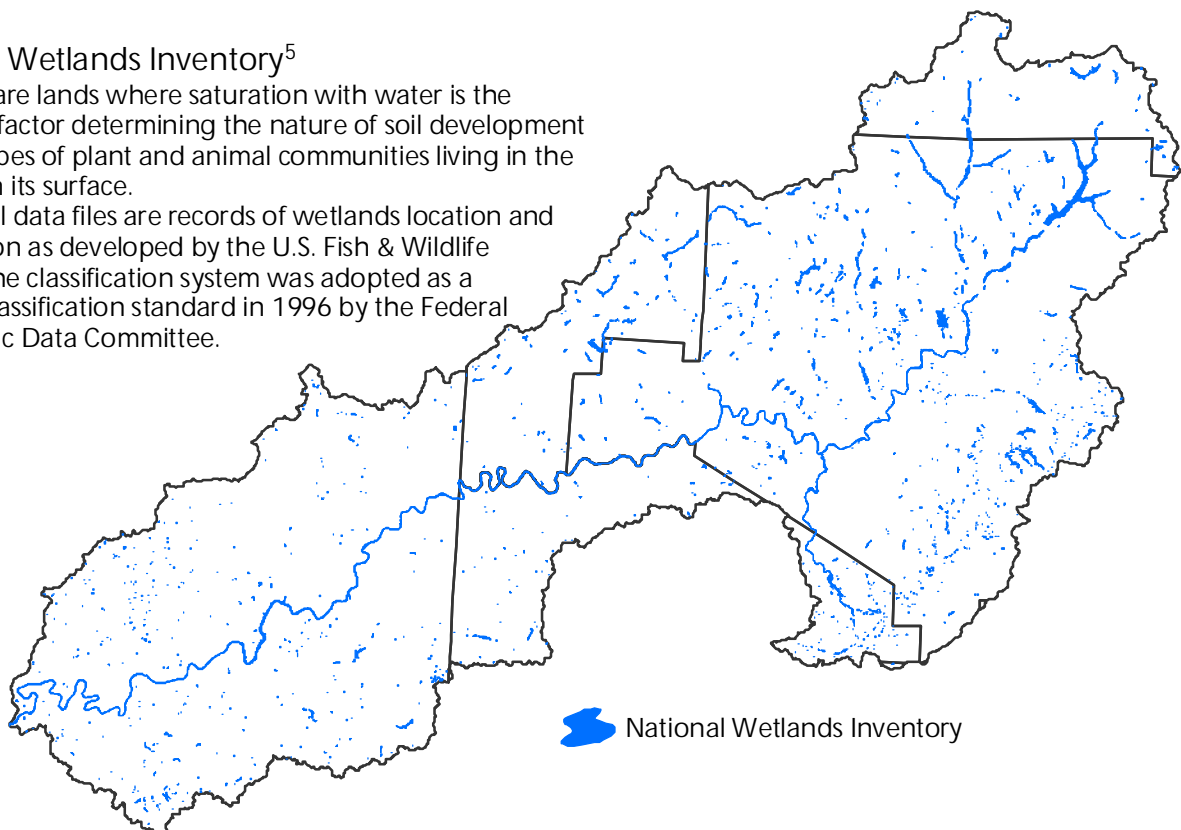 Wetlands Inventory⁵
are lands where saturation with water is the
factor determining the nature of soil development
pes of plant and animal communities living in the
its surface.
l data files are records of wetlands location and
on as developed by the U.S. Fish & Wildlife
ne classification system was adopted as a
assification standard in 1996 by the Federal
c Data Committee.
National Wetlands Inventory